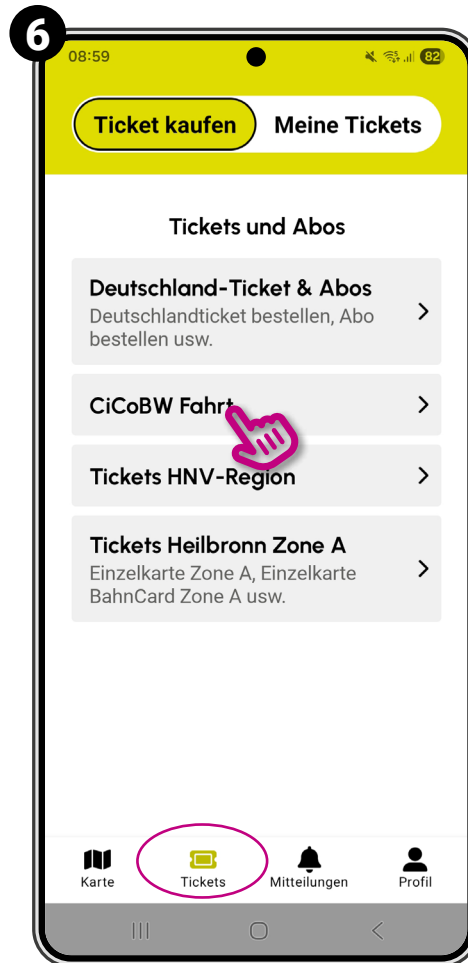 6
08:59
82
Ticket kaufen
Meine Tickets
Tickets und Abos
Deutschland-Ticket & Abos
Deutschlandticket bestellen, Abo
bestellen usw.
CiCoBW Fahrt
Tickets HNV-Region
Tickets Heilbronn Zone A
Einzelkarte Zone A, Einzelkarte
BahnCard Zone A usw.
Karte
Tickets
Mitteilungen
Profil